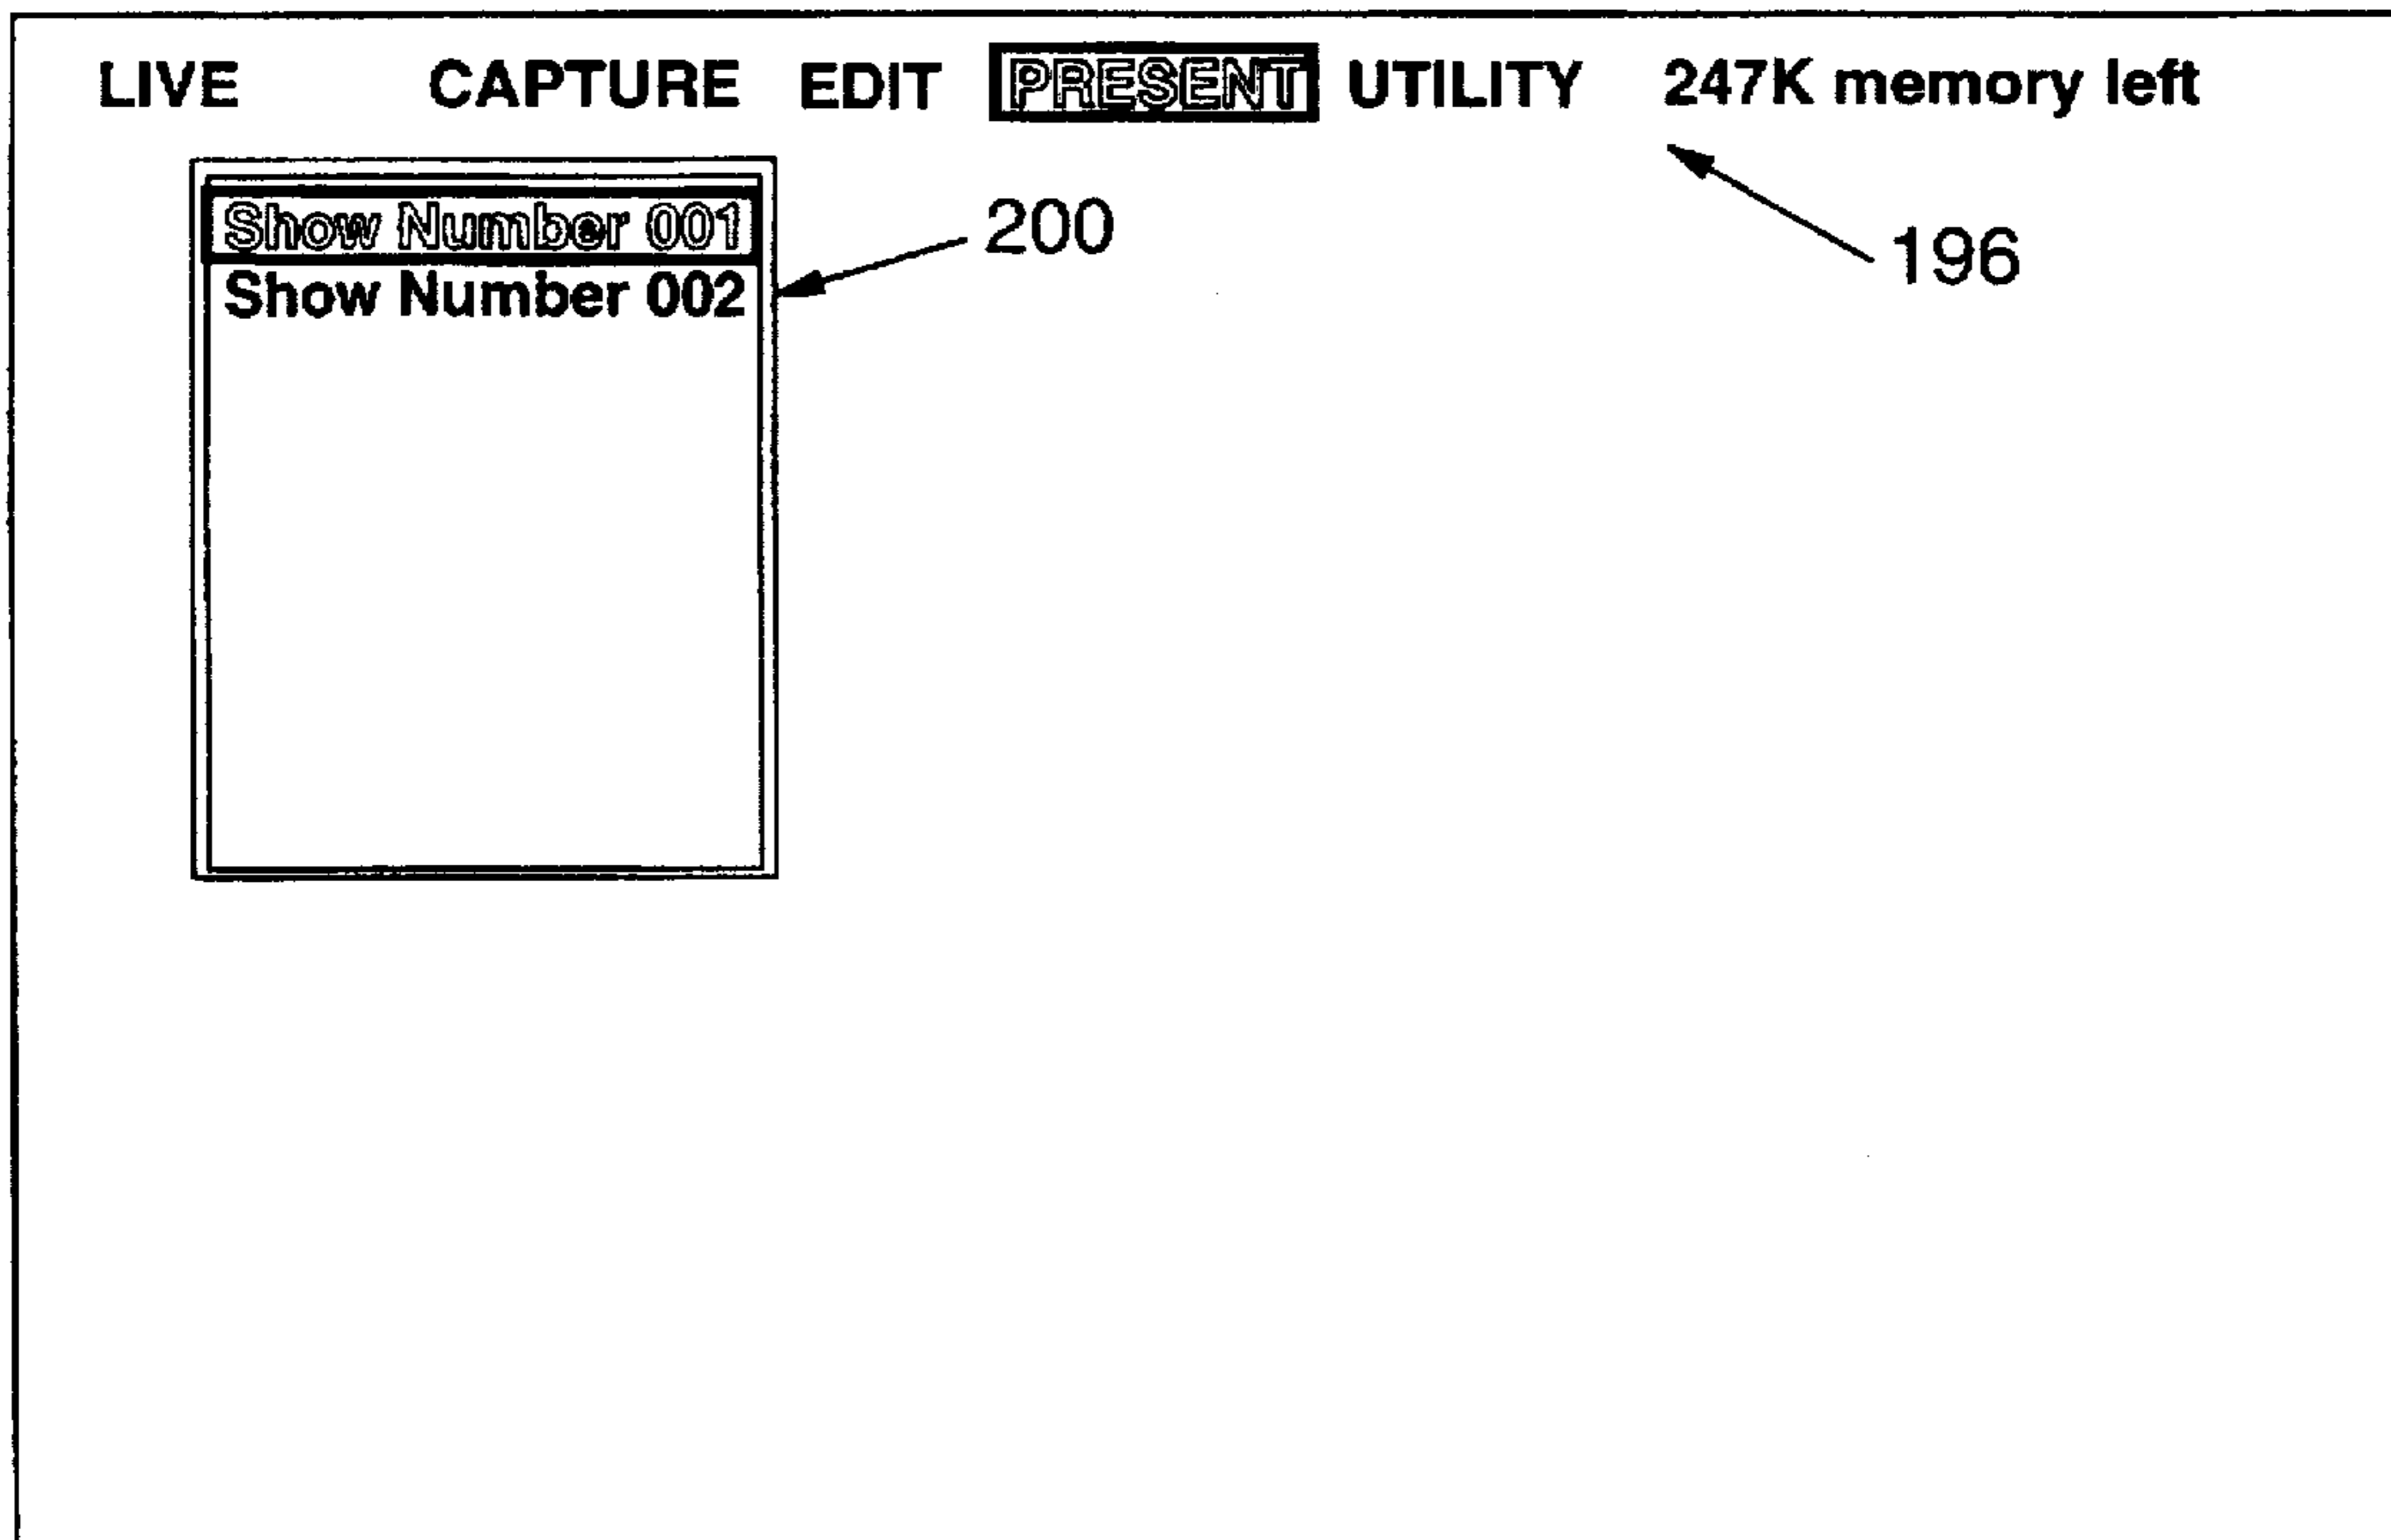 LIVE CAPTURE EDIT PRESENT UTILITY 247K memory left
Show Number 001
200
196
Show Number 002